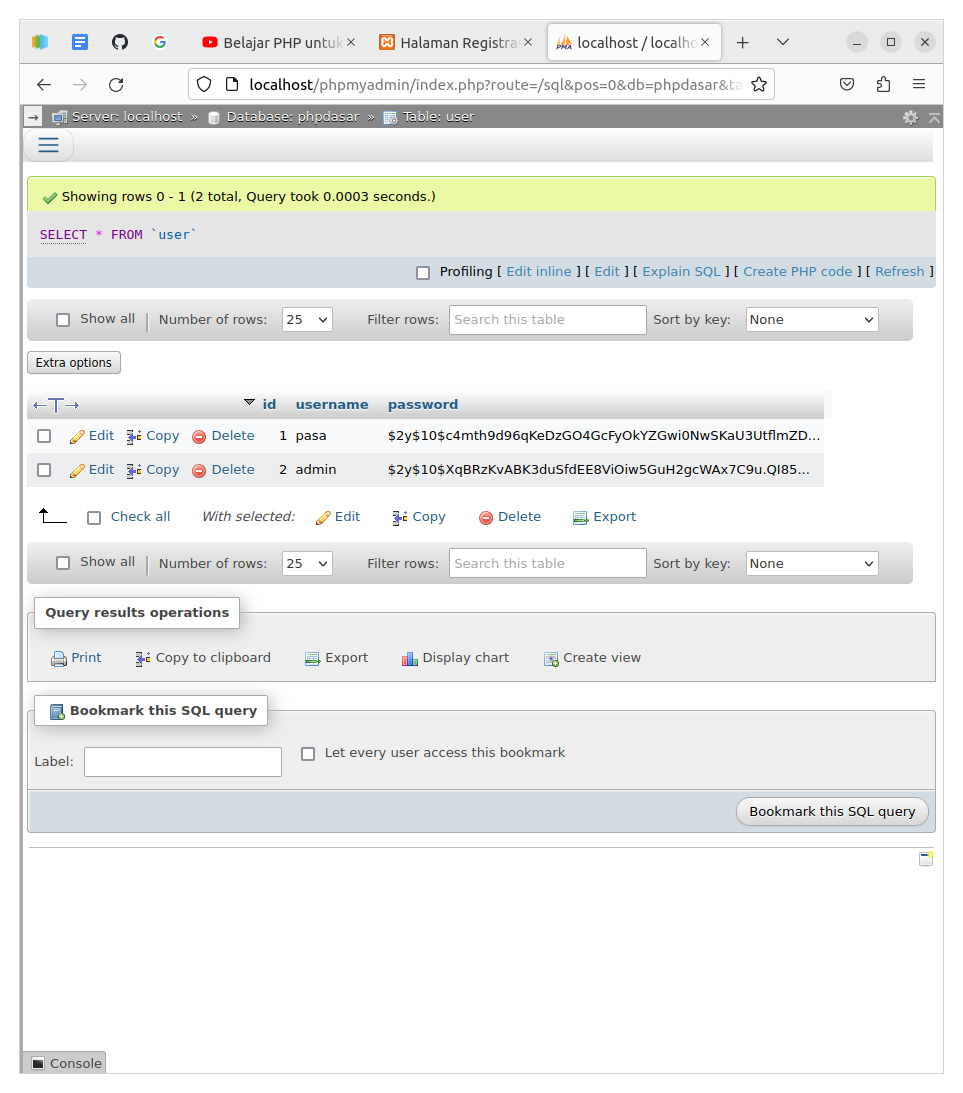 Belajar PHP untuk
Halaman Registra
localhost / localho
localhost/phpmyadmin/index.php?route=/sql&pos=0&db=phpdasar&ta
Server: localhost » Database: phpdasar » Table: user
Showing rows 0 - 1 (2 total, Query took 0.0003 seconds.)
SELECT * FROM `user`
Profiling [ Edit inline ] [ Edit ] [ Explain SQL ] [ Create PHP code ] [ Refresh ]
Show all Number of rows: 25 Filter rows: Search this table Sort by key: None
Extra options
id username password
Edit Copy Delete 1 pasa $2y$10$c4mth9d96qKeDzGO4GcFyOkYZGwi0NwSKaU3UtflmZD...
Edit Copy Delete 2 admin $2y$10$XqBRzKvABK3duSfdEE8ViOiw5GuH2gcWAx7C9u.QI85...
Check all With selected: Edit Copy Delete Export
Show all Number of rows: 25 Filter rows: Search this table Sort by key: None
Query results operations
Print Copy to clipboard Export Display chart Create view
Bookmark this SQL query
Label: Let every user access this bookmark
Bookmark this SQL query
Console